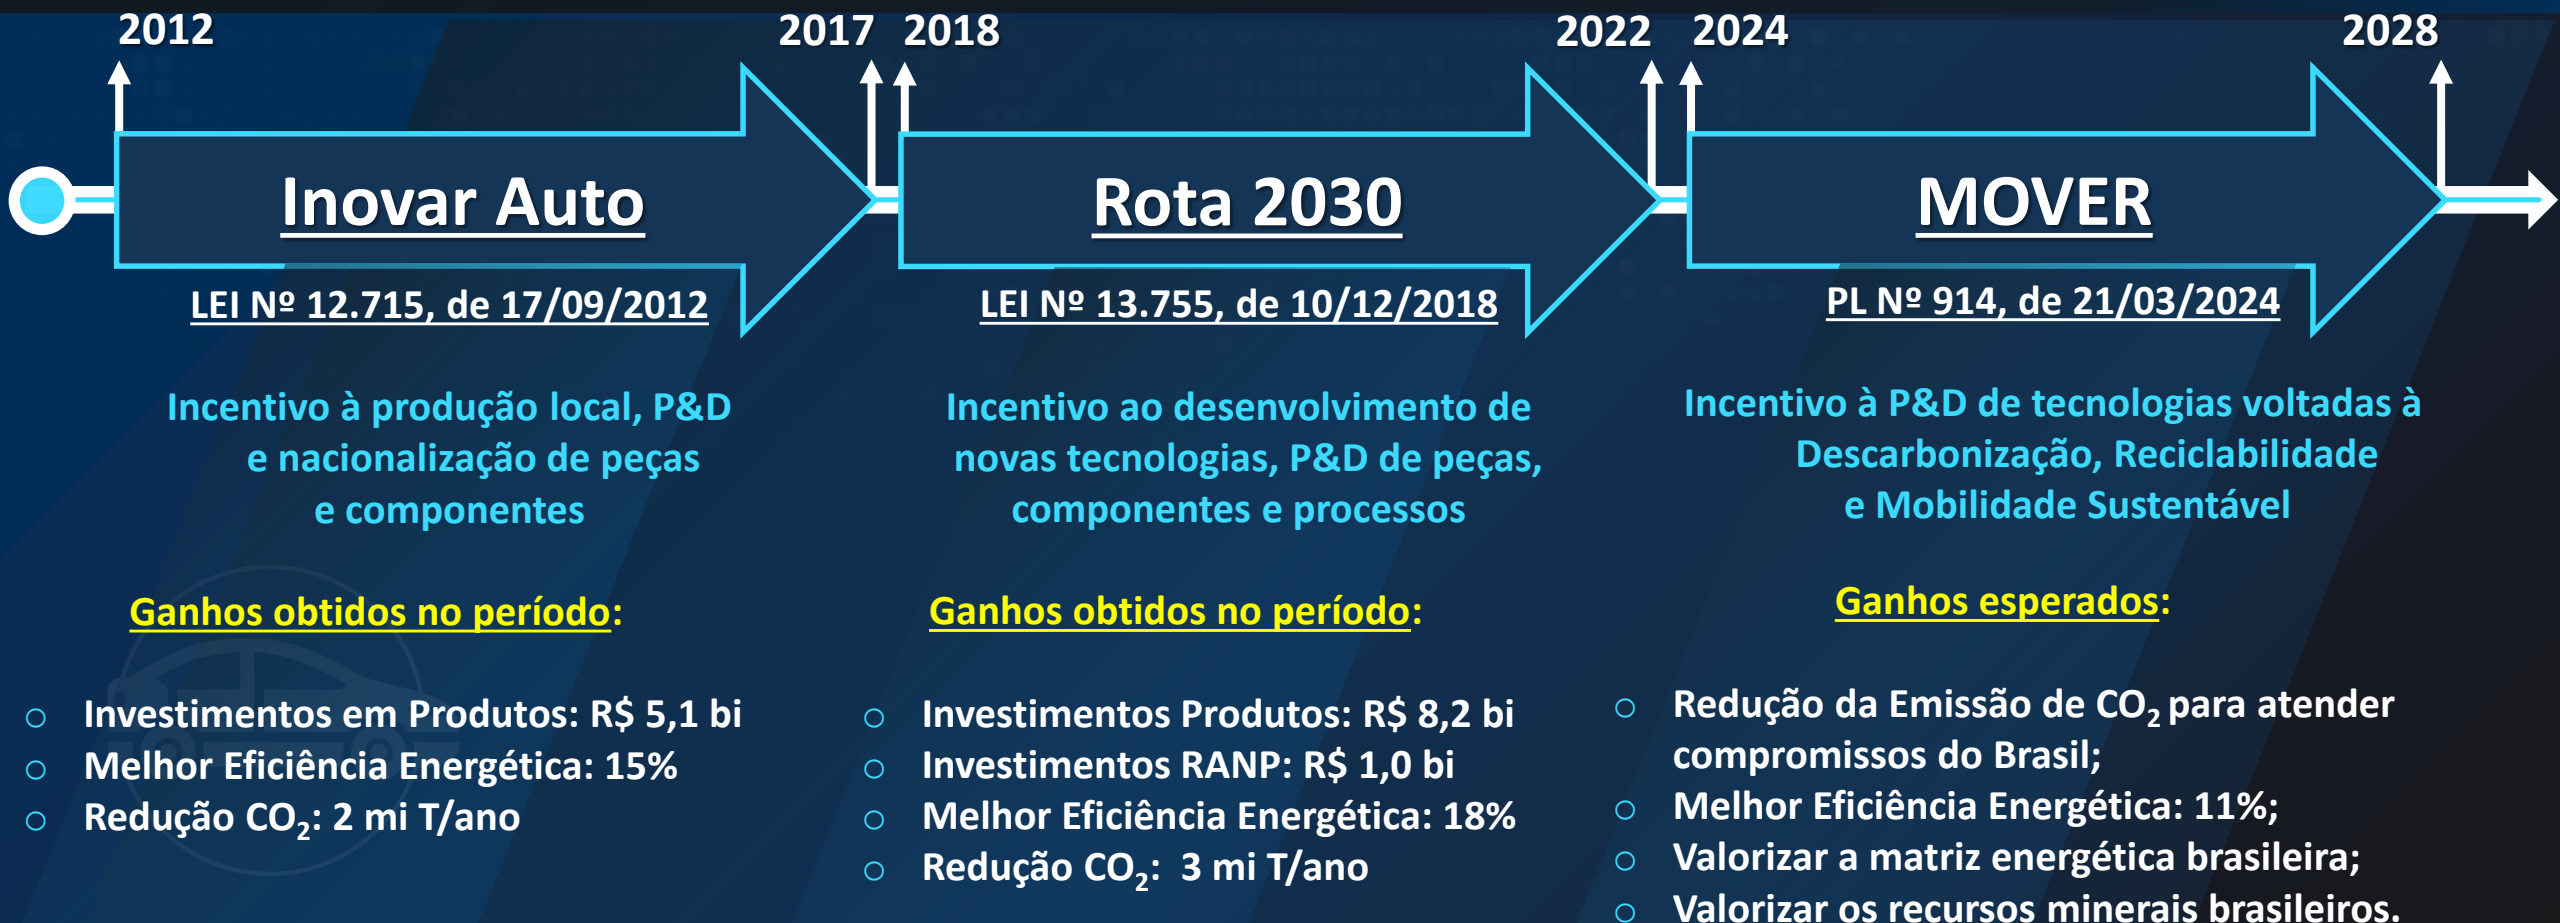 2012
2017
2018
2022
2024
2028
Inovar Auto
LEI Nº 12.715, de 17/09/2012
Incentivo à produção local, P&D
e nacionalização de peças
e componentes
Ganhos obtidos no período:
Investimentos em Produtos: R$ 5,1 bi
Melhor Eficiência Energética: 15%
Redução CO₂: 2 mi T/ano
Rota 2030
LEI Nº 13.755, de 10/12/2018
Incentivo ao desenvolvimento de
novas tecnologias, P&D de peças,
componentes e processos
Ganhos obtidos no período:
Investimentos Produtos: R$ 8,2 bi
Investimentos RANP: R$ 1,0 bi
Melhor Eficiência Energética: 18%
Redução CO₂: 3 mi T/ano
MOVER
PL Nº 914, de 21/03/2024
Incentivo à P&D de tecnologias voltadas à
Descarbonização, Reciclabilidade
e Mobilidade Sustentável
Ganhos esperados:
Redução da Emissão de CO₂ para atender
compromissos do Brasil;
Melhor Eficiência Energética: 11%;
Valorizar a matriz energética brasileira;
Valorizar os recursos minerais brasileiros.